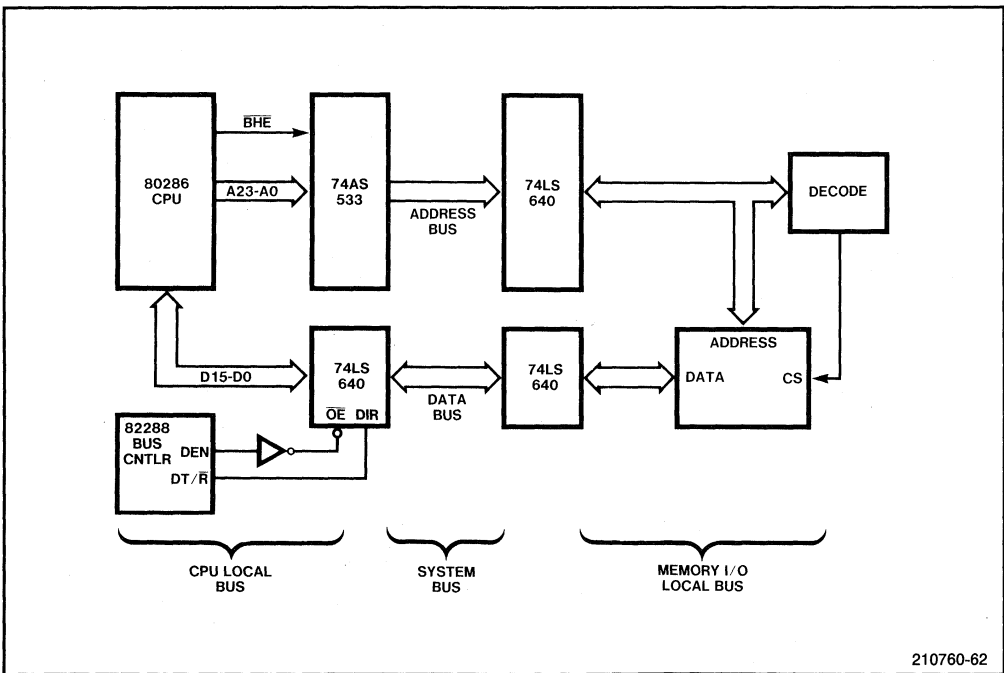 80286
CPU
B̅H̅E̅
A23-A0
74AS
533
ADDRESS
BUS
74LS
640
DECODE
D15-D0
74LS
640
O̅E̅ DIR
DATA
BUS
74LS
640
ADDRESS
DATA
CS
82288
BUS
CNTLR
DEN
DT/R̅
CPU LOCAL
BUS
SYSTEM
BUS
MEMORY I/O
LOCAL BUS
210760-62